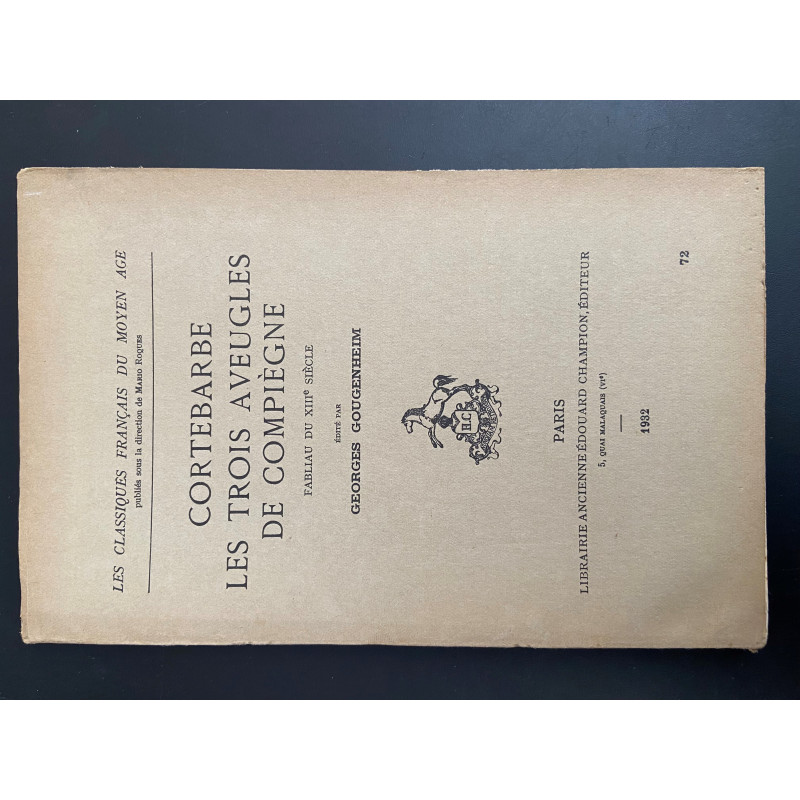 LES CLASSIQUES FRANÇAIS DU MOYEN AGE
publiés sous la direction de MARIO ROQUES
CORTEBARBE
LES TROIS AVEUGLES
DE COMPIÈGNE
FABLIAU DU XIIIe SIÈCLE
ÉDITÉ PAR
GEORGES GOUGENHEIM
H.C
PARIS
LIBRAIRIE ANCIENNE ÉDOUARD CHAMPION, ÉDITEUR
5, QUAI MALAQUAIS (VIe)
1932
72